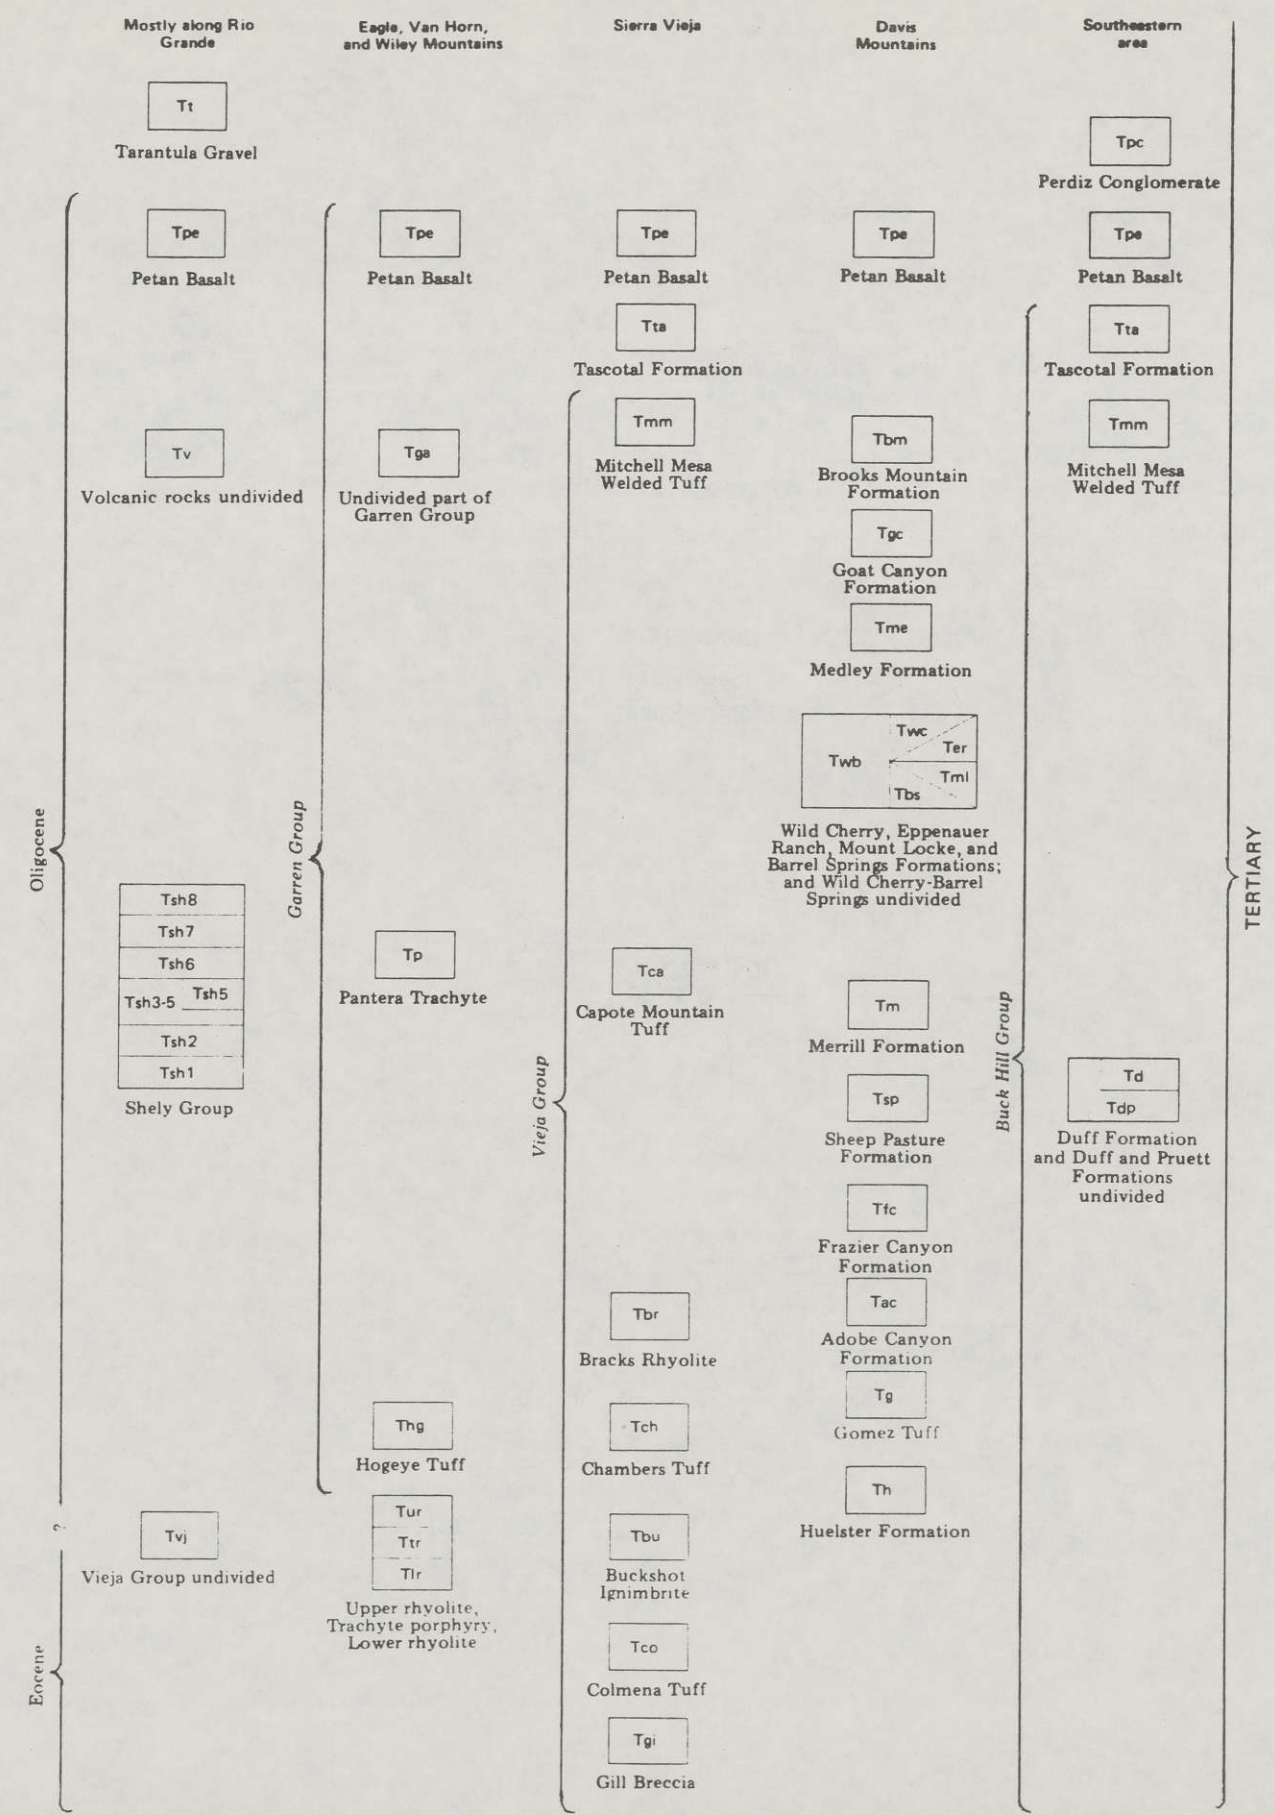 Mostly along Rio
Grande
Eagle, Van Horn,
and Wiley Mountains
Sierra Vieja
Davis
Mountains
Southeastern
area
Tt
Tarantula Gravel
Tpc
Perdiz Conglomerate
Tpe
Petan Basalt
Tpe
Petan Basalt
Tpe
Petan Basalt
Tpe
Petan Basalt
Tpe
Petan Basalt
Tta
Tascotal Formation
Tta
Tascotal Formation
Tv
Volcanic rocks undivided
Tga
Undivided part of
Garren Group
Tmm
Mitchell Mesa
Welded Tuff
Tbm
Brooks Mountain
Formation
Tmm
Mitchell Mesa
Welded Tuff
Tgc
Goat Canyon
Formation
Tme
Medley Formation
Twb
Twc
Ter
Tml
Tbs
Wild Cherry, Eppenauer
Ranch, Mount Locke, and
Barrel Springs Formations;
and Wild Cherry-Barrel
Springs undivided
Oligocene
Garren Group
TERTIARY
Tsh8
Tsh7
Tsh6
Tsh3-5 Tsh5
Tsh2
Tsh1
Shely Group
Tp
Pantera Trachyte
Tca
Capote Mountain
Tuff
Tm
Merrill Formation
Vieja Group
Buck Hill Group
Tsp
Sheep Pasture
Formation
Td
Tdp
Duff Formation
and Duff and Pruett
Formations
undivided
Tfc
Frazier Canyon
Formation
Tbr
Bracks Rhyolite
Tac
Adobe Canyon
Formation
Tg
Gomez Tuff
Thg
Hogeye Tuff
Tch
Chambers Tuff
Th
Huelster Formation
?
Tvj
Vieja Group undivided
Tur
Ttr
Tlr
Upper rhyolite,
Trachyte porphyry,
Lower rhyolite
Tbu
Buckshot
Ignimbrite
Eocene
Tco
Colmena Tuff
Tgi
Gill Breccia